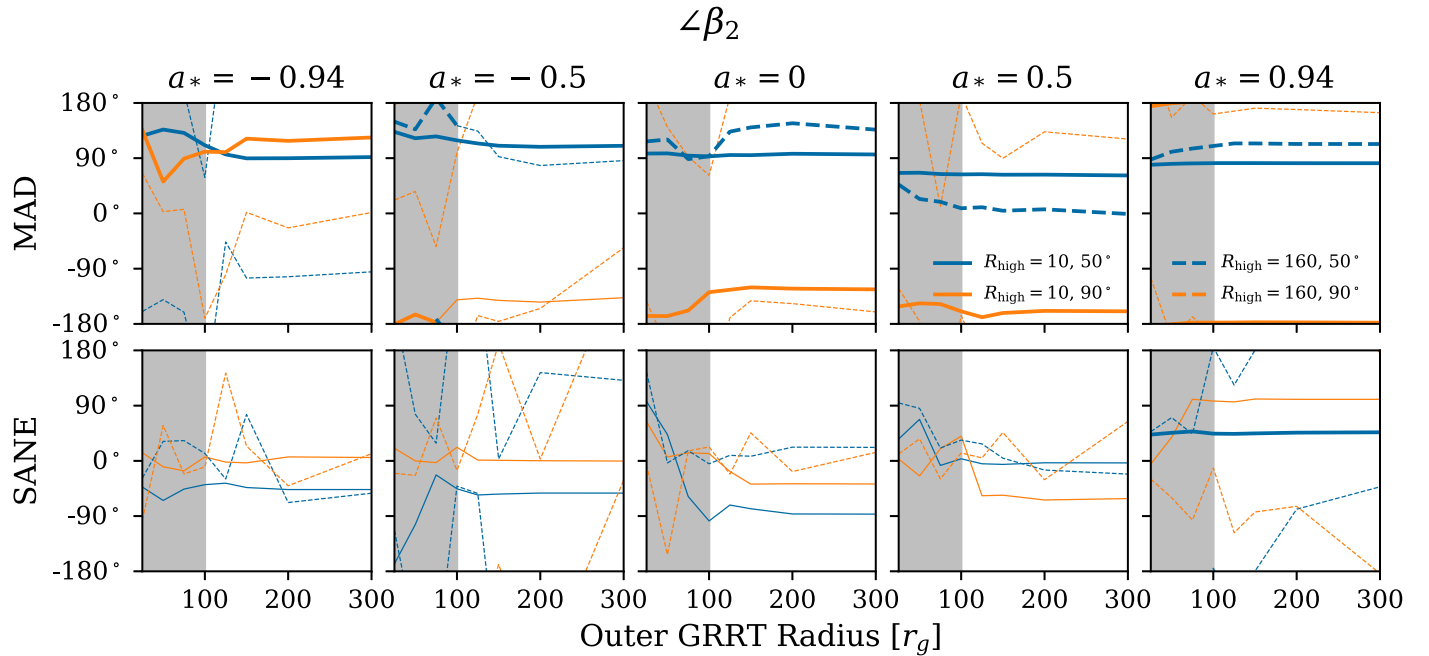 ∠β₂
a* = −0.94 a* = −0.5 a* = 0 a* = 0.5 a* = 0.94
MAD
180°
90°
0°
-90°
-180°
R_high = 10, 50°
R_high = 10, 90°
R_high = 160, 50°
R_high = 160, 90°
SANE
180°
90°
0°
-90°
-180°
100 200 300 100 200 300 100 200 300 100 200 300 100 200 300
Outer GRRT Radius [r_g]